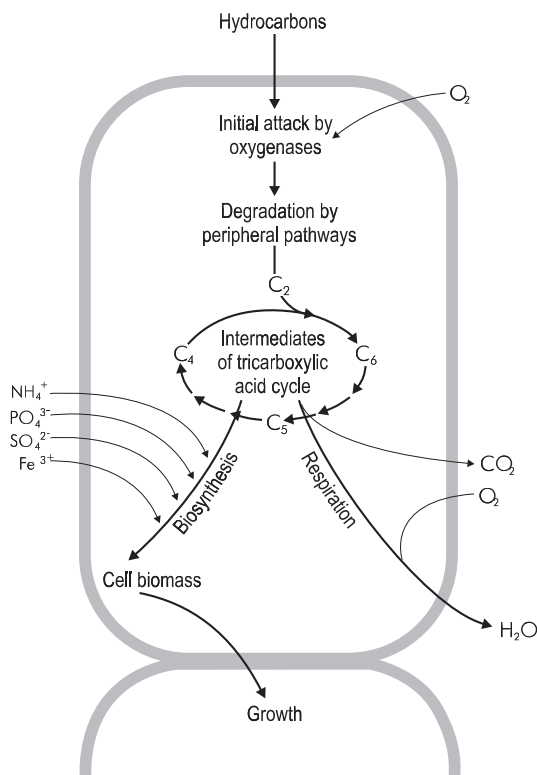 Hydrocarbons
O₂
Initial attack by
oxygenases
Degradation by
peripheral pathways
C₂
Intermediates
of tricarboxylic
acid cycle
C₄
C₆
C₅
NH₄⁺
PO₄³⁻
SO₄²⁻
Fe³⁺
Biosynthesis
Respiration
CO₂
O₂
Cell biomass
H₂O
Growth